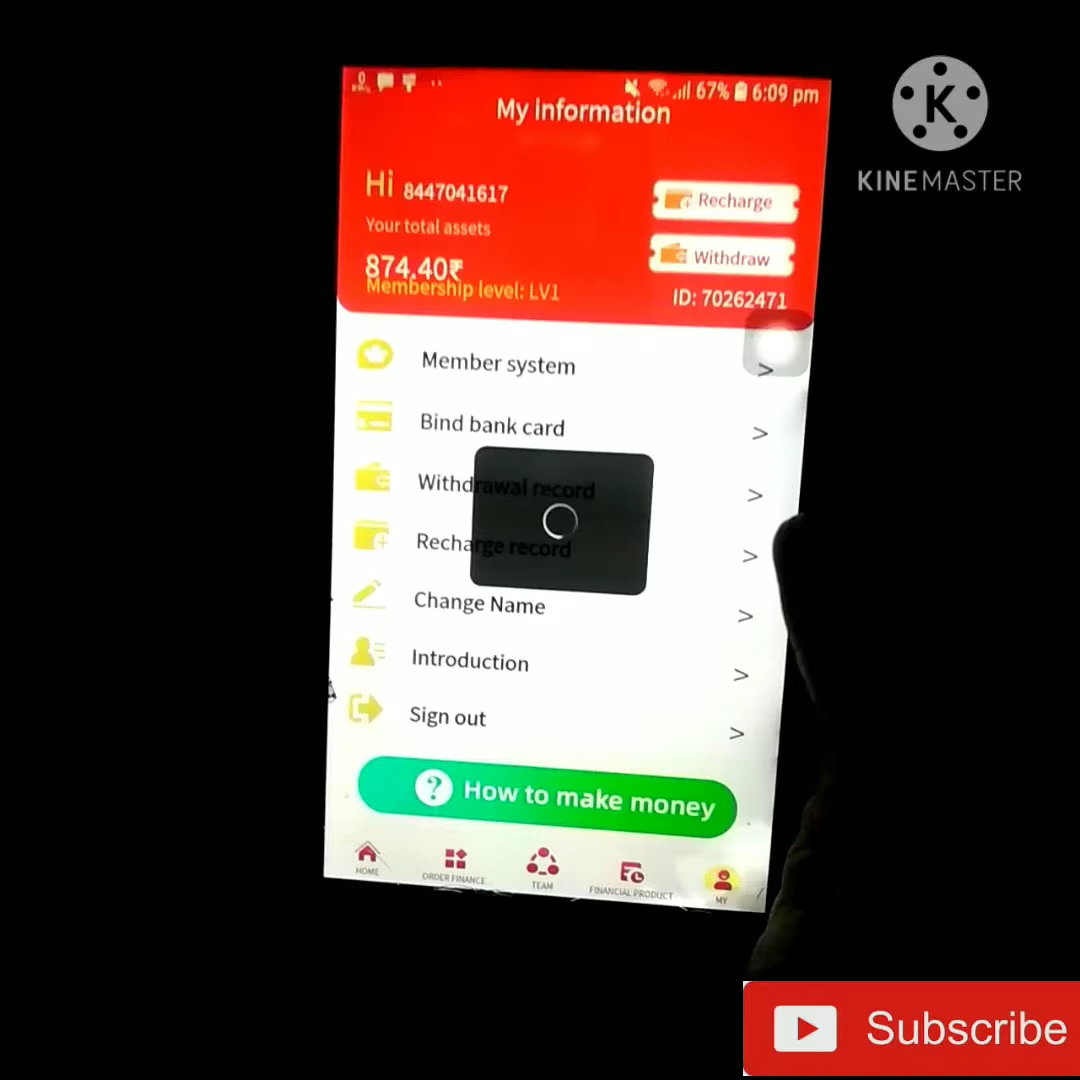 67% 6:09 pm
My Information
KINEMASTER
Hi 8447041617
Recharge
Your total assets
Withdraw
874.40₹
Membership level: LV1
ID: 70262471
Member system >
Bind bank card >
Withdrawal record >
Recharge record >
Change Name >
Introduction >
Sign out >
? How to make money
HOME
ORDER FINANCE
TEAM
FINANCIAL PRODUCT
MY
Subscribe